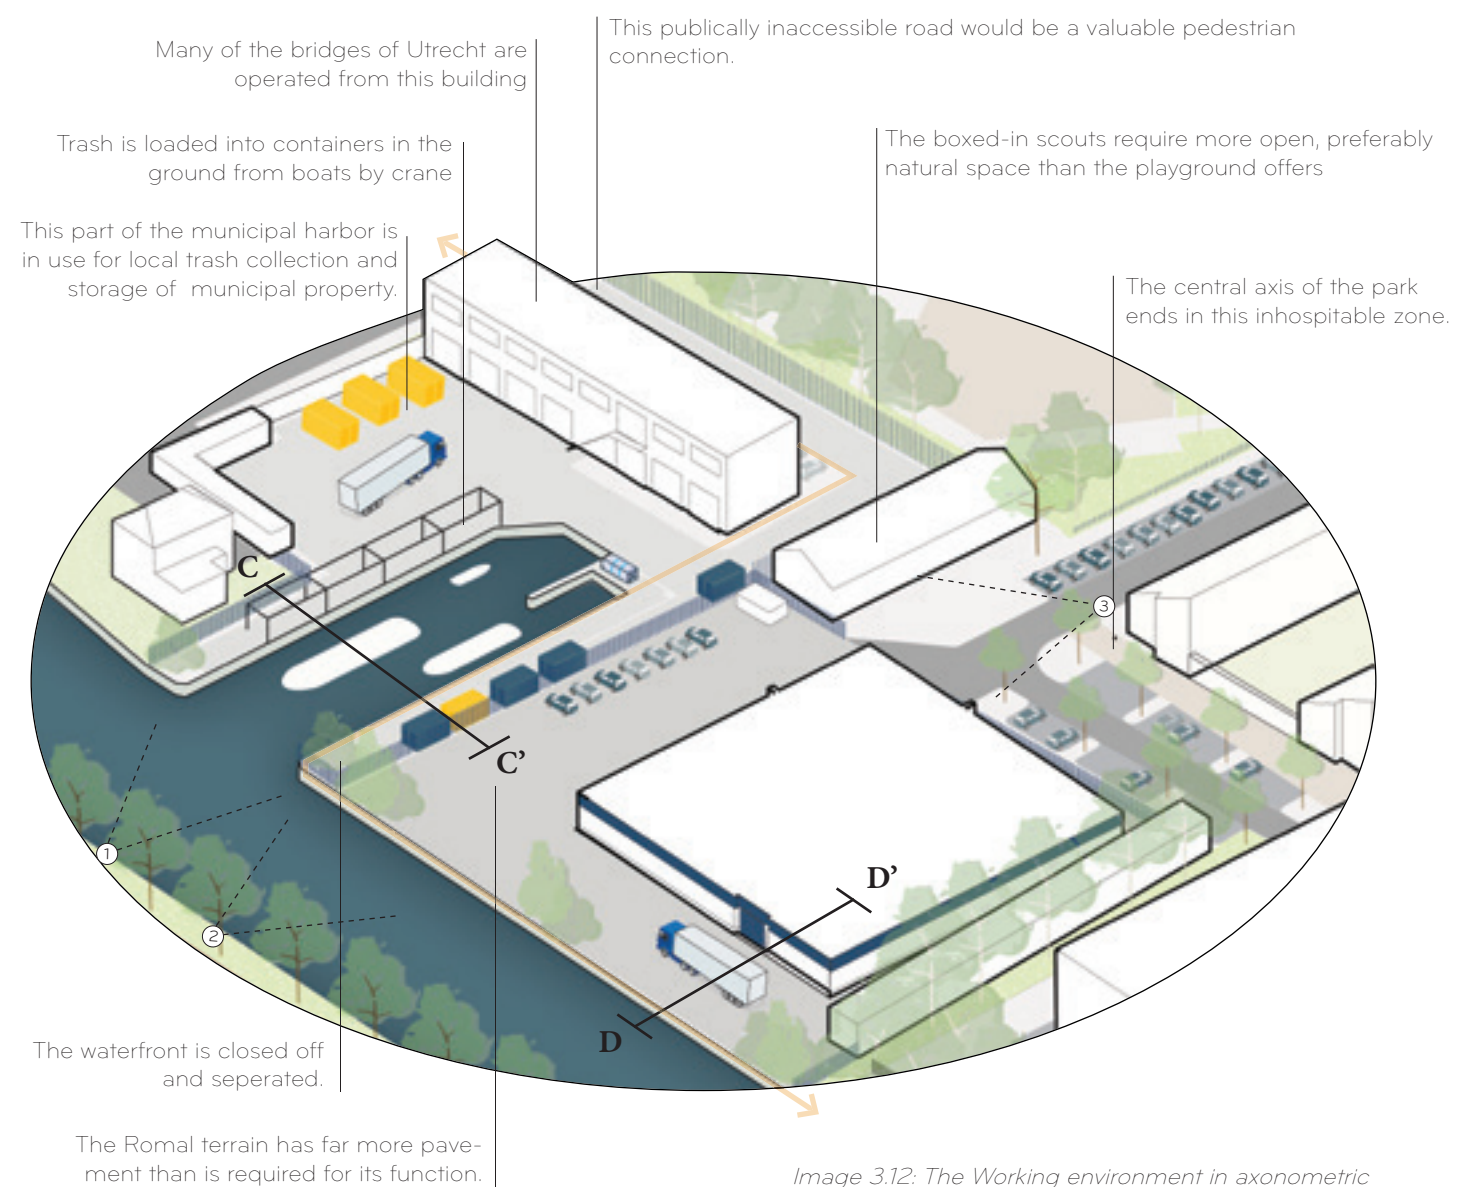 This publically inaccessible road would be a valuable pedestrian
connection.
Many of the bridges of Utrecht are
operated from this building
Trash is loaded into containers in the
ground from boats by crane
The boxed-in scouts require more open, preferably
natural space than the playground offers
This part of the municipal harbor is
in use for local trash collection and
storage of municipal property.
The central axis of the park
ends in this inhospitable zone.
C
3
C’
1
D’
2
D
The waterfront is closed off
and seperated.
The Romal terrain has far more pave-
ment than is required for its function.
Image 3.12: The Working environment in axonometric